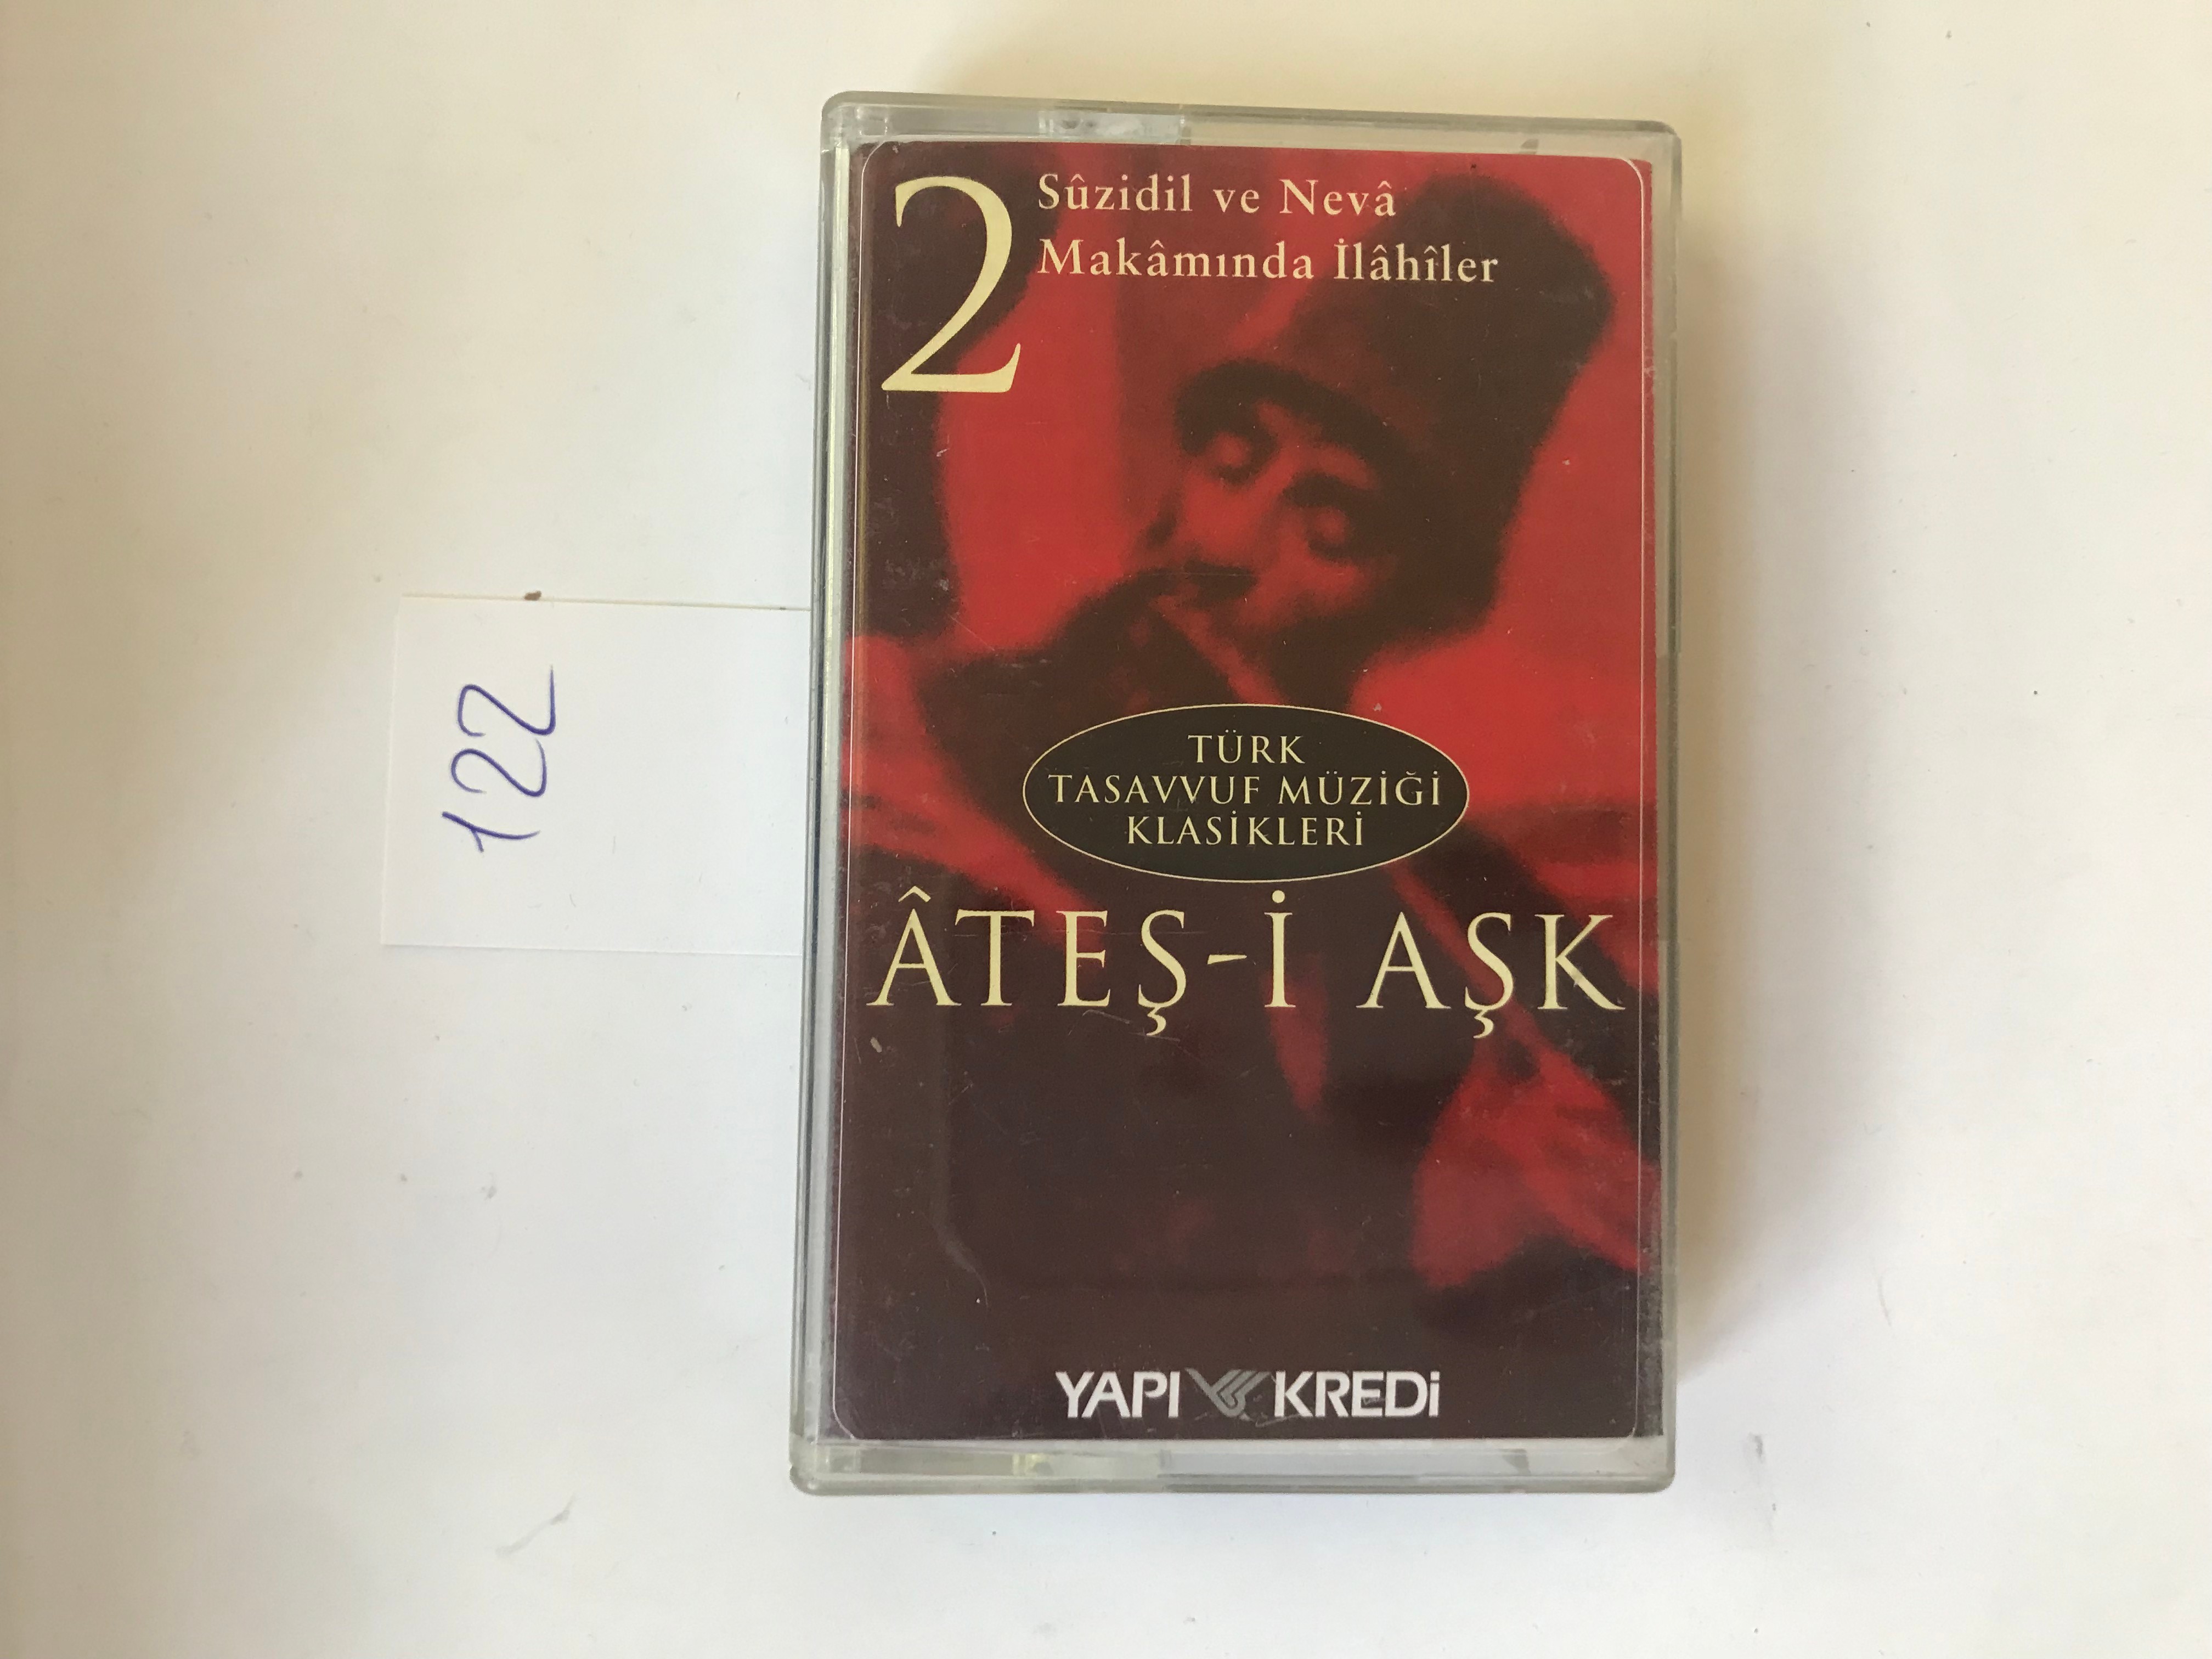 2
Sûzidil ve Nevâ
Makâmında İlâhîler
TÜRK
TASAVVUF MÜZİĞİ
KLASİKLERİ
ÂTEŞ-İ AŞK
YAPI KREDi
122